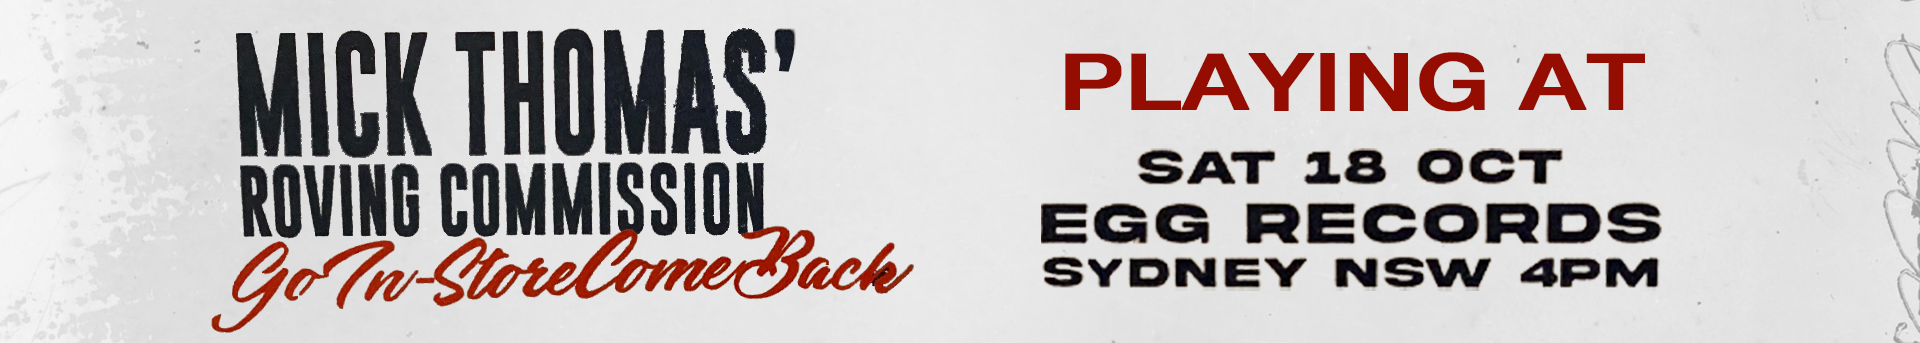 MICK THOMAS'
ROVING COMMISSION
Go In-Store Come Back
PLAYING AT
SAT 18 OCT
EGG RECORDS
SYDNEY NSW 4PM